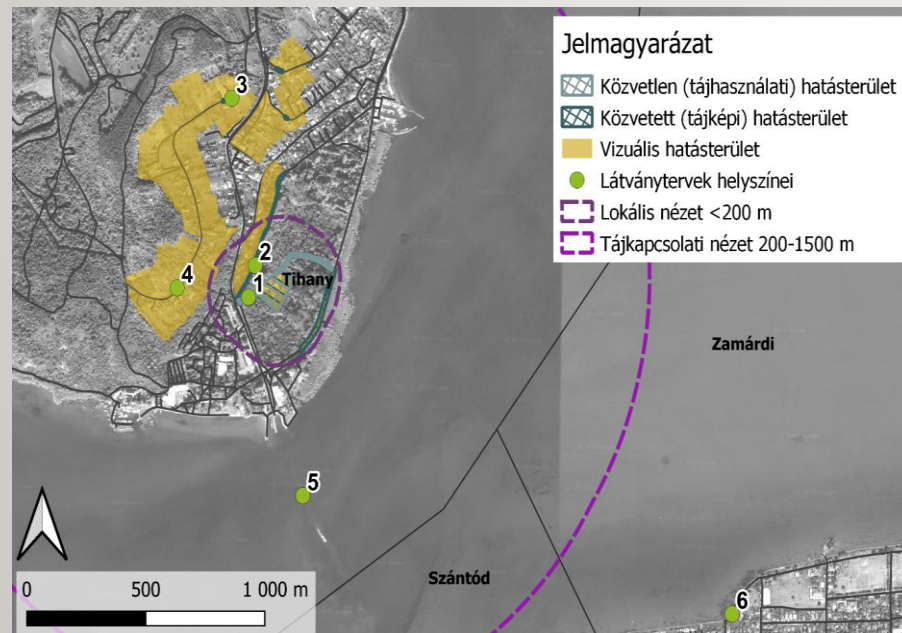 Jelmagyarázat
Közvetlen (tájhasználati) hatásterület
Közvetett (tájképi) hatásterület
Vizuális hatásterület
Látványtervek helyszínei
Lokális nézet <200 m
Tájkapcsolati nézet 200-1500 m
3
2
4
1
Tihany
Zamárdi
5
Szántód
6
0 500 1 000 m